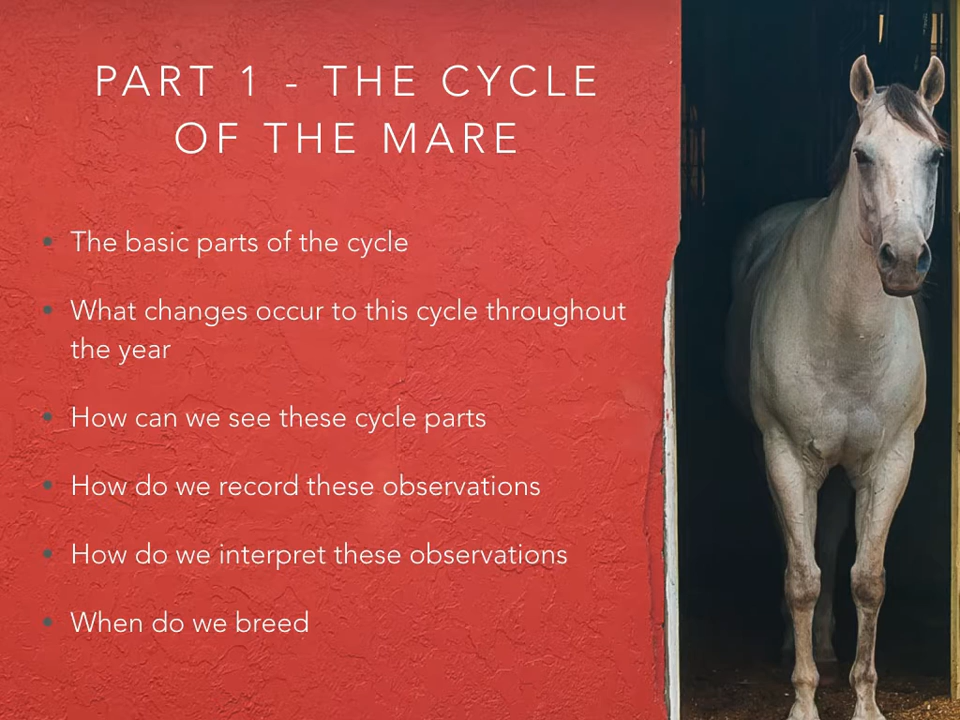 PART 1 - THE CYCLE
OF THE MARE
• The basic parts of the cycle
• What changes occur to this cycle throughout
the year
• How can we see these cycle parts
• How do we record these observations
• How do we interpret these observations
• When do we breed